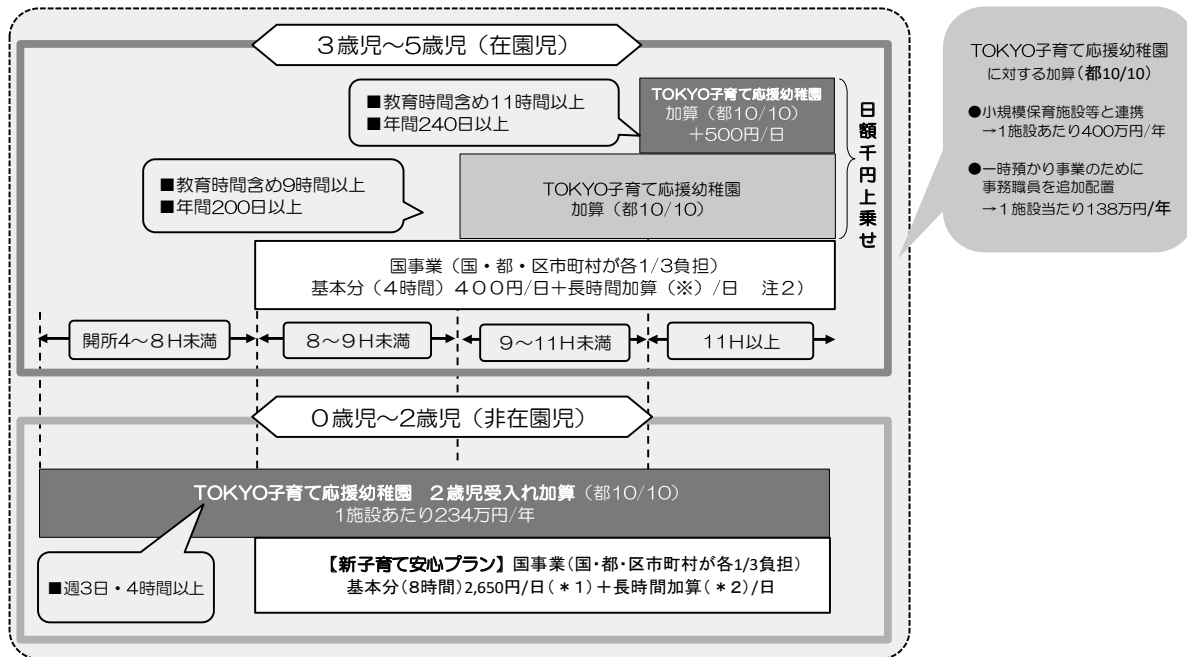 3歳児～5歳児（在園児）
■教育時間含め11時間以上
■年間240日以上
TOKYO子育て応援幼稚園
加算（都10/10）
＋500円/日
日額千円上乗せ
■教育時間含め9時間以上
■年間200日以上
TOKYO子育て応援幼稚園
加算（都10/10）
国事業（国・都・区市町村が各1/3負担）
基本分（4時間）４００円/日＋長時間加算（※）/日　注２）
開所4～８H未満
８～９H未満
９～11H未満
11H以上
TOKYO子育て応援幼稚園
に対する加算（都10/10）
●小規模保育施設等と連携
→1施設あたり400万円/年
●一時預かり事業のために
事務職員を追加配置
→１施設当たり138万円/年
０歳児～２歳児（非在園児）
TOKYO子育て応援幼稚園　２歳児受入れ加算（都10/10）
1施設あたり234万円/年
■週3日・４時間以上
【新子育て安心プラン】国事業(国・都・区市町村が各1/3負担)
基本分(8時間)2,650円/日(＊1)＋長時間加算(＊2)/日